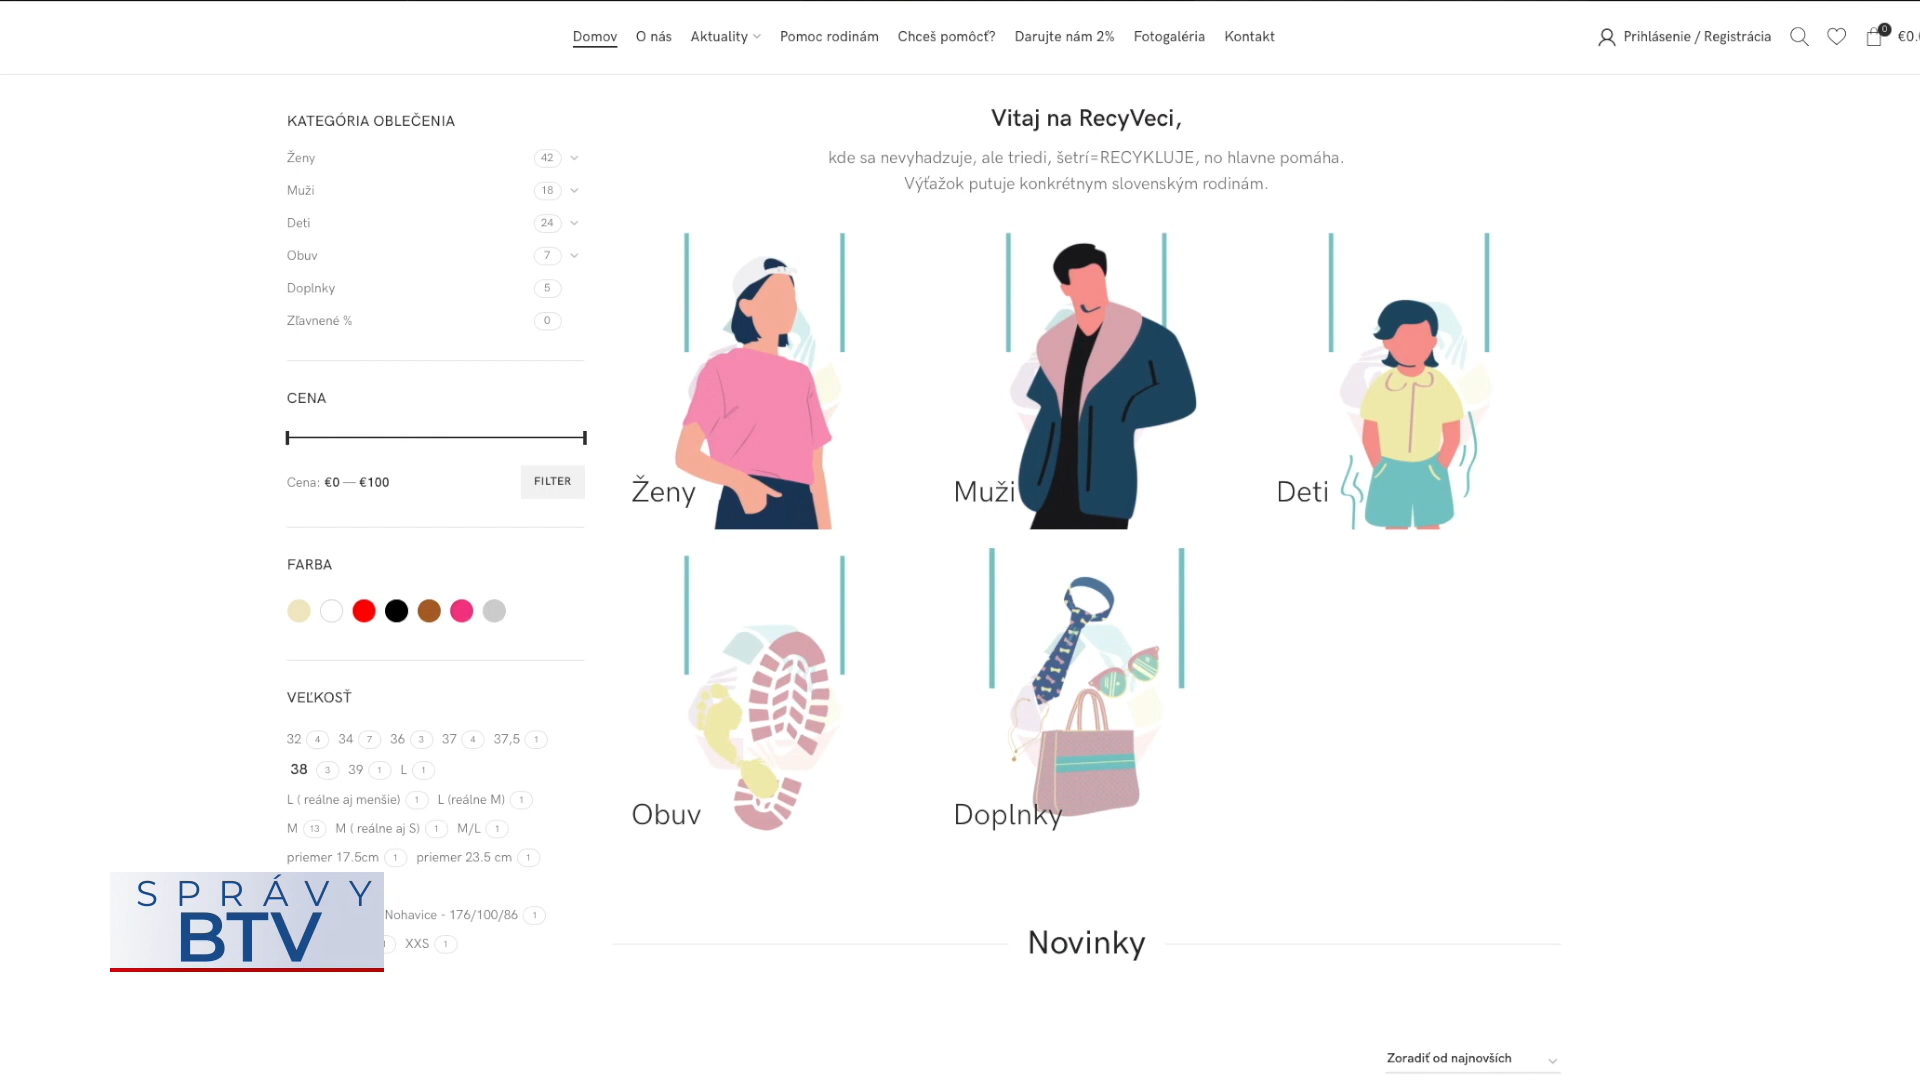 Domov O nás Aktuality Pomoc rodinám Chceš pomôcť? Darujte nám 2% Fotogaléria Kontakt
Prihlásenie / Registrácia
0
KATEGÓRIA OBLEČENIA
Ženy 42
Muži 18
Deti 24
Obuv 7
Doplnky 5
Zľavnené % 0
CENA
Cena: €0 — €100
FILTER
FARBA
VEĽKOSŤ
32 4 34 7 36 3 37 4 37,5 1
38 3 39 1 L 1
L ( reálne aj menšie) 1 L (reálne M) 1
M 13 M ( reálne aj S) 1 M/L 1
priemer 17.5cm 1 priemer 23.5 cm 1
Nohavice - 176/100/86 1
XXS 1
SPRÁVY
BTV
Vitaj na RecyVeci,
kde sa nevyhadzuje, ale triedi, šetrí=RECYKLUJE, no hlavne pomáha.
Výťažok putuje konkrétnym slovenským rodinám.
Ženy
Muži
Deti
Obuv
Doplnky
Novinky
Zoradiť od najnovších